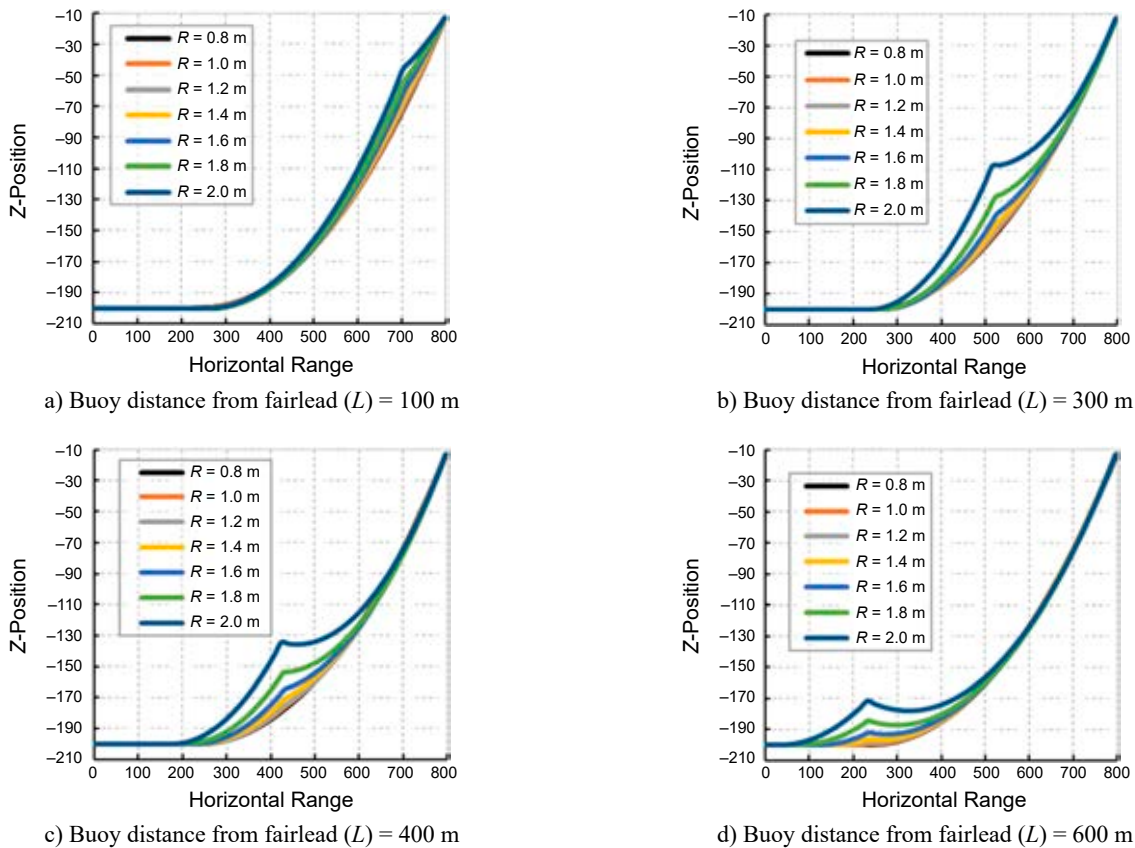 −10
−30
−50
−70
−90
−110
−130
−150
−170
−190
−210
Z-Position
R = 0.8 m
R = 1.0 m
R = 1.2 m
R = 1.4 m
R = 1.6 m
R = 1.8 m
R = 2.0 m
0 100 200 300 400 500 600 700 800
Horizontal Range
a) Buoy distance from fairlead (L) = 100 m
−10
−30
−50
−70
−90
−110
−130
−150
−170
−190
−210
Z-Position
R = 0.8 m
R = 1.0 m
R = 1.2 m
R = 1.4 m
R = 1.6 m
R = 1.8 m
R = 2.0 m
0 100 200 300 400 500 600 700 800
Horizontal Range
b) Buoy distance from fairlead (L) = 300 m
−10
−30
−50
−70
−90
−110
−130
−150
−170
−190
−210
Z-Position
R = 0.8 m
R = 1.0 m
R = 1.2 m
R = 1.4 m
R = 1.6 m
R = 1.8 m
R = 2.0 m
0 100 200 300 400 500 600 700 800
Horizontal Range
c) Buoy distance from fairlead (L) = 400 m
−10
−30
−50
−70
−90
−110
−130
−150
−170
−190
−210
Z-Position
R = 0.8 m
R = 1.0 m
R = 1.2 m
R = 1.4 m
R = 1.6 m
R = 1.8 m
R = 2.0 m
0 100 200 300 400 500 600 700 800
Horizontal Range
d) Buoy distance from fairlead (L) = 600 m